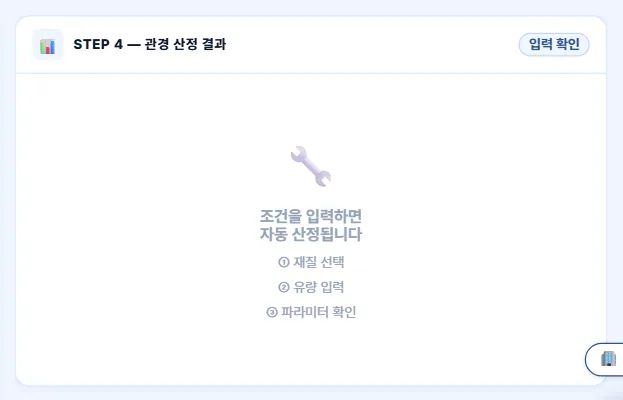 STEP 4 — 관경 산정 결과
입력 확인
조건을 입력하면
자동 산정됩니다
① 재질 선택
② 유량 입력
③ 파라미터 확인